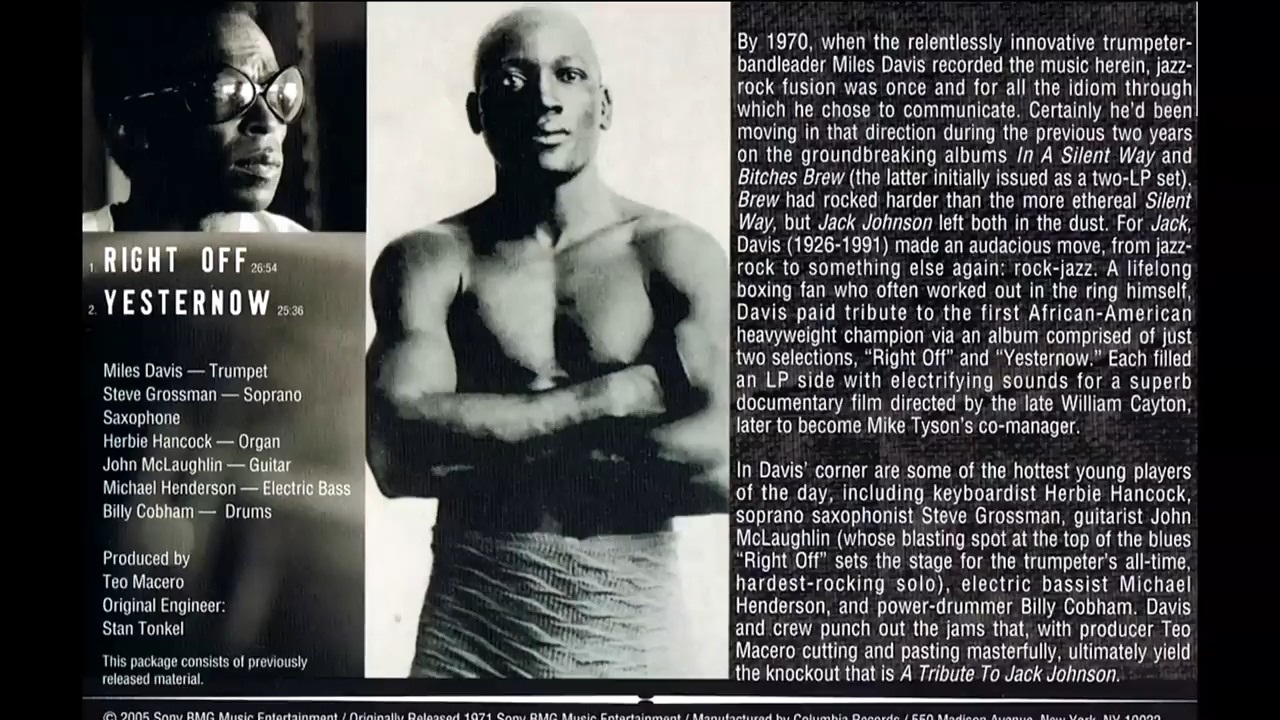 1. RIGHT OFF 26:54
2. YESTERNOW 25:36
Miles Davis — Trumpet
Steve Grossman — Soprano
Saxophone
Herbie Hancock — Organ
John McLaughlin — Guitar
Michael Henderson — Electric Bass
Billy Cobham — Drums
Produced by
Teo Macero
Original Engineer:
Stan Tonkel
This package consists of previously
released material.
By 1970, when the relentlessly innovative trumpeter-
bandleader Miles Davis recorded the music herein, jazz-
rock fusion was once and for all the idiom through
which he chose to communicate. Certainly he'd been
moving in that direction during the previous two years
on the groundbreaking albums In A Silent Way and
Bitches Brew (the latter initially issued as a two-LP set).
Brew had rocked harder than the more ethereal Silent
Way, but Jack Johnson left both in the dust. For Jack,
Davis (1926-1991) made an audacious move, from jazz-
rock to something else again: rock-jazz. A lifelong
boxing fan who often worked out in the ring himself,
Davis paid tribute to the first African-American
heavyweight champion via an album comprised of just
two selections, "Right Off" and "Yesternow." Each filled
an LP side with electrifying sounds for a superb
documentary film directed by the late William Cayton,
later to become Mike Tyson's co-manager.
In Davis' corner are some of the hottest young players
of the day, including keyboardist Herbie Hancock,
soprano saxophonist Steve Grossman, guitarist John
McLaughlin (whose blasting spot at the top of the blues
"Right Off" sets the stage for the trumpeter's all-time,
hardest-rocking solo), electric bassist Michael
Henderson, and power-drummer Billy Cobham. Davis
and crew punch out the jams that, with producer Teo
Macero cutting and pasting masterfully, ultimately yield
the knockout that is A Tribute To Jack Johnson.
© 2005 Sony BMG Music Entertainment / Originally Released 1971 Sony BMG Music Entertainment / Manufactured by Columbia Records / 550 Madison Avenue, New York, NY 10022